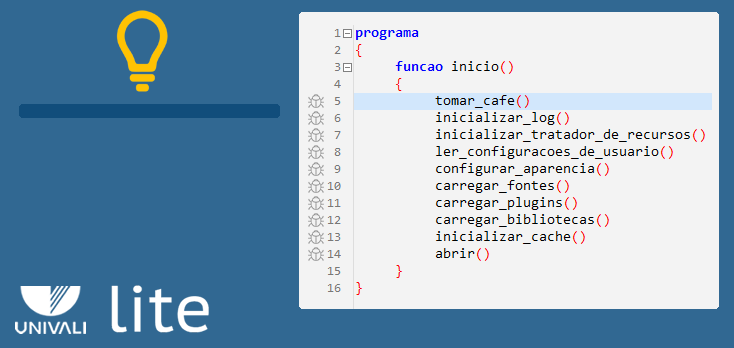 1 programa
2 {
3 funcao inicio()
4 {
5 tomar_cafe()
6 inicializar_log()
7 inicializar_tratador_de_recursos()
8 ler_configuracoes_de_usuario()
9 configurar_aparencia()
10 carregar_fontes()
11 carregar_plugins()
12 carregar_bibliotecas()
13 inicializar_cache()
14 abrir()
15 }
16 }
UNIVALI
lite